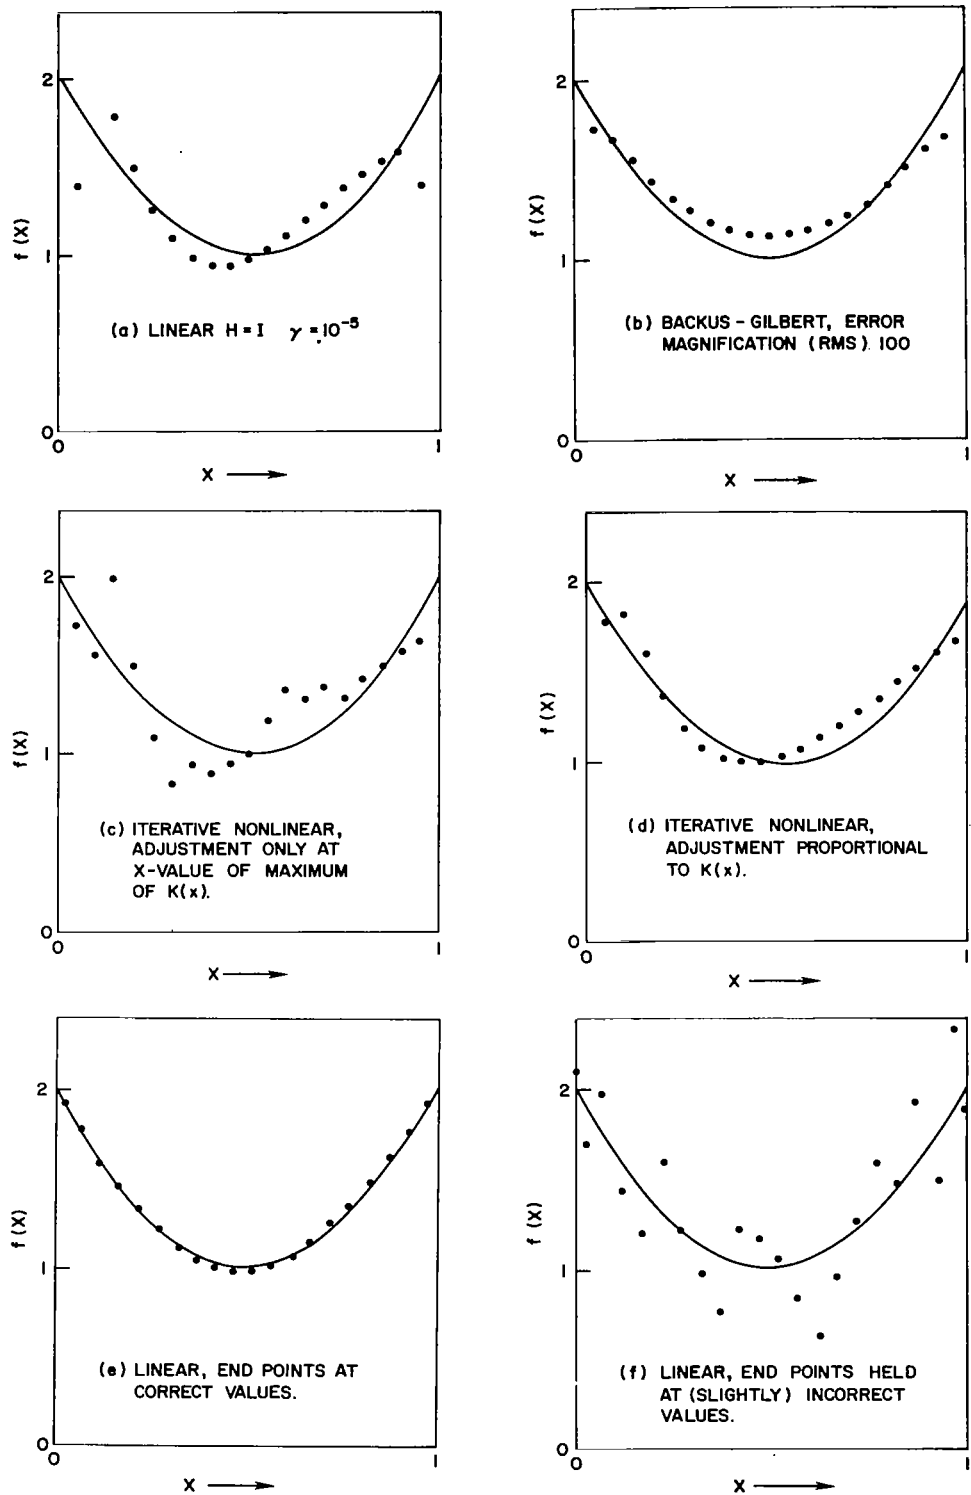 2
1
0
f (X)
(a) LINEAR H = I γ = 10⁻⁵
0
1
X
2
1
0
f (X)
(b) BACKUS - GILBERT, ERROR
MAGNIFICATION (RMS). 100
0
1
X
2
1
0
f (X)
(c) ITERATIVE NONLINEAR,
ADJUSTMENT ONLY AT
X-VALUE OF MAXIMUM
OF K(x).
0
1
X
2
1
0
f (X)
(d) ITERATIVE NONLINEAR,
ADJUSTMENT PROPORTIONAL
TO K(x).
0
1
X
2
1
0
f (X)
(e) LINEAR, END POINTS AT
CORRECT VALUES.
0
1
X
2
1
0
f (X)
(f) LINEAR, END POINTS HELD
AT (SLIGHTLY) INCORRECT
VALUES.
0
1
X